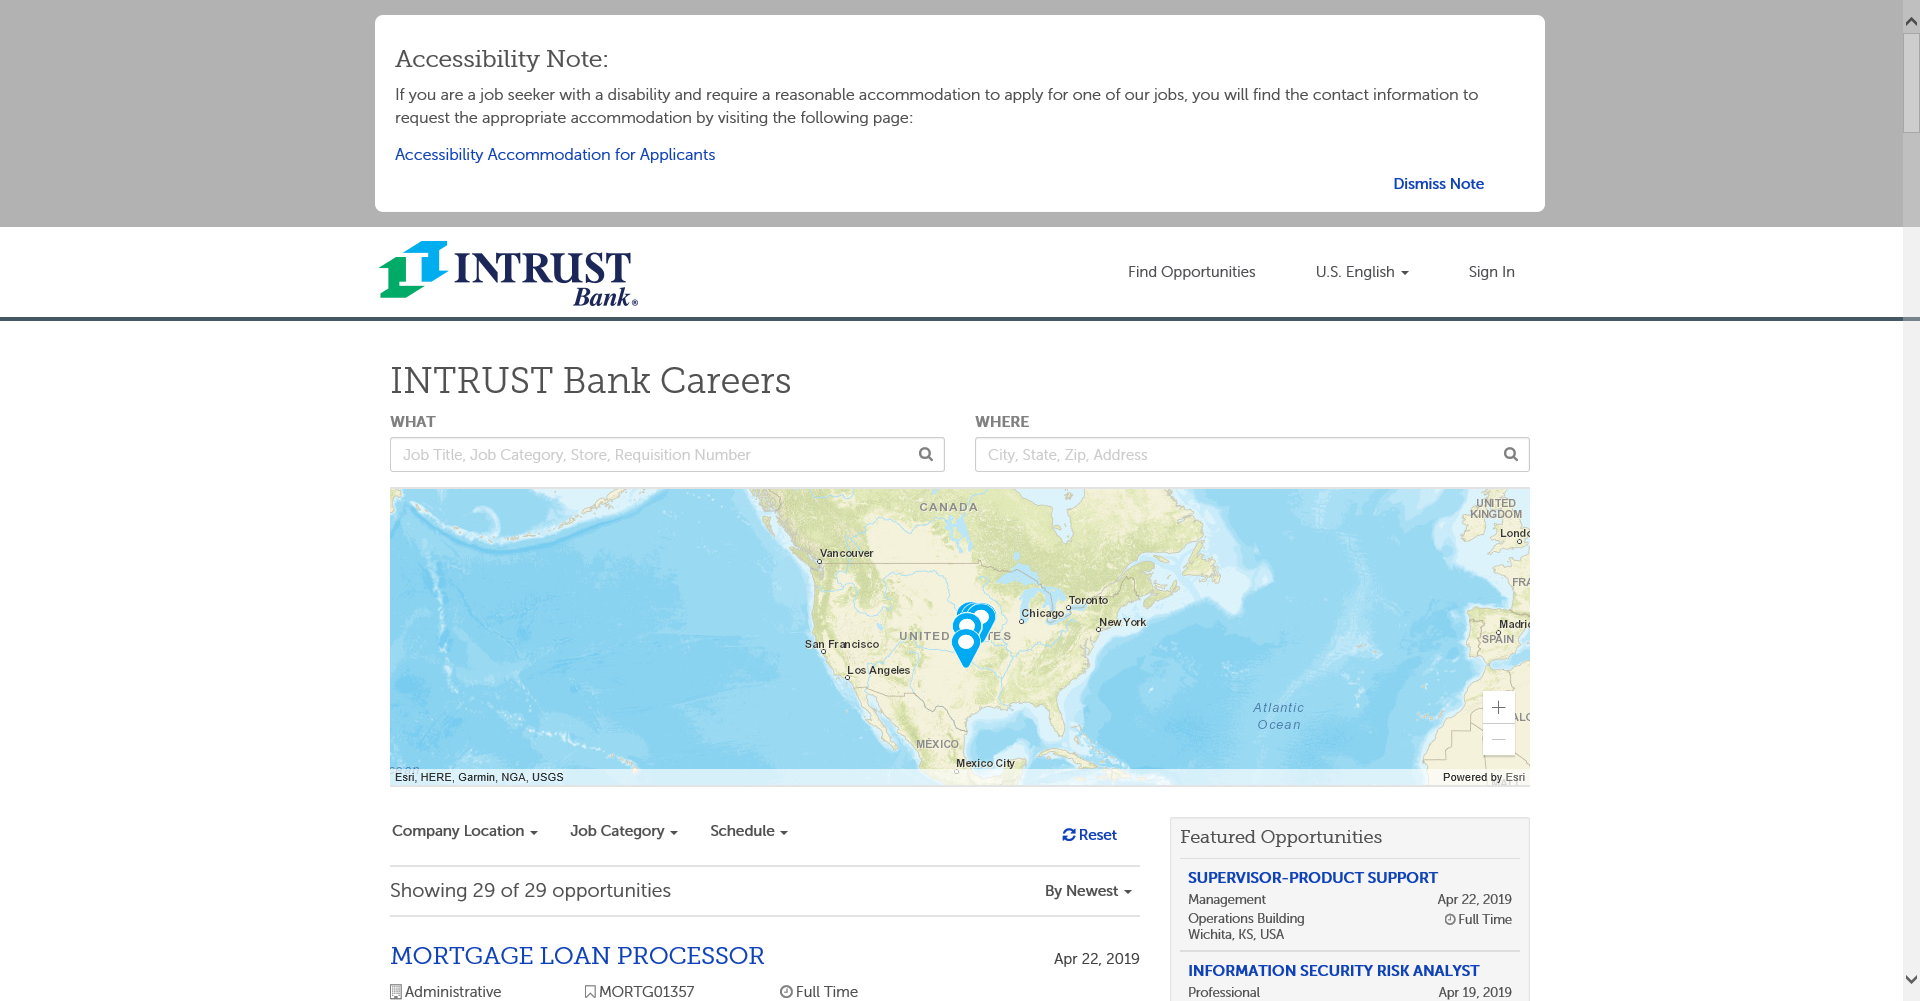 Accessibility Note:
If you are a job seeker with a disability and require a reasonable accommodation to apply for one of our jobs, you will find the contact information to
request the appropriate accommodation by visiting the following page:
Accessibility Accommodation for Applicants
Dismiss Note
INTRUST
Bank®
Find Opportunities
U.S. English
Sign In
INTRUST Bank Careers
WHAT
WHERE
Job Title, Job Category, Store, Requisition Number
City, State, Zip, Address
CANADA
UNITED
KINGDOM
Vancouver
Toronto
Chicago
New York
UNITED
San Francisco
SPAIN
Los Angeles
Atlantic
Ocean
MÉXICO
Mexico City
Esri, HERE, Garmin, NGA, USGS
Powered by Esri
Company Location
Job Category
Schedule
Reset
Showing 29 of 29 opportunities
By Newest
MORTGAGE LOAN PROCESSOR
Apr 22, 2019
Administrative
MORTG01357
Full Time
Featured Opportunities
SUPERVISOR-PRODUCT SUPPORT
Management
Apr 22, 2019
Operations Building
Full Time
Wichita, KS, USA
INFORMATION SECURITY RISK ANALYST
Professional
Apr 19, 2019